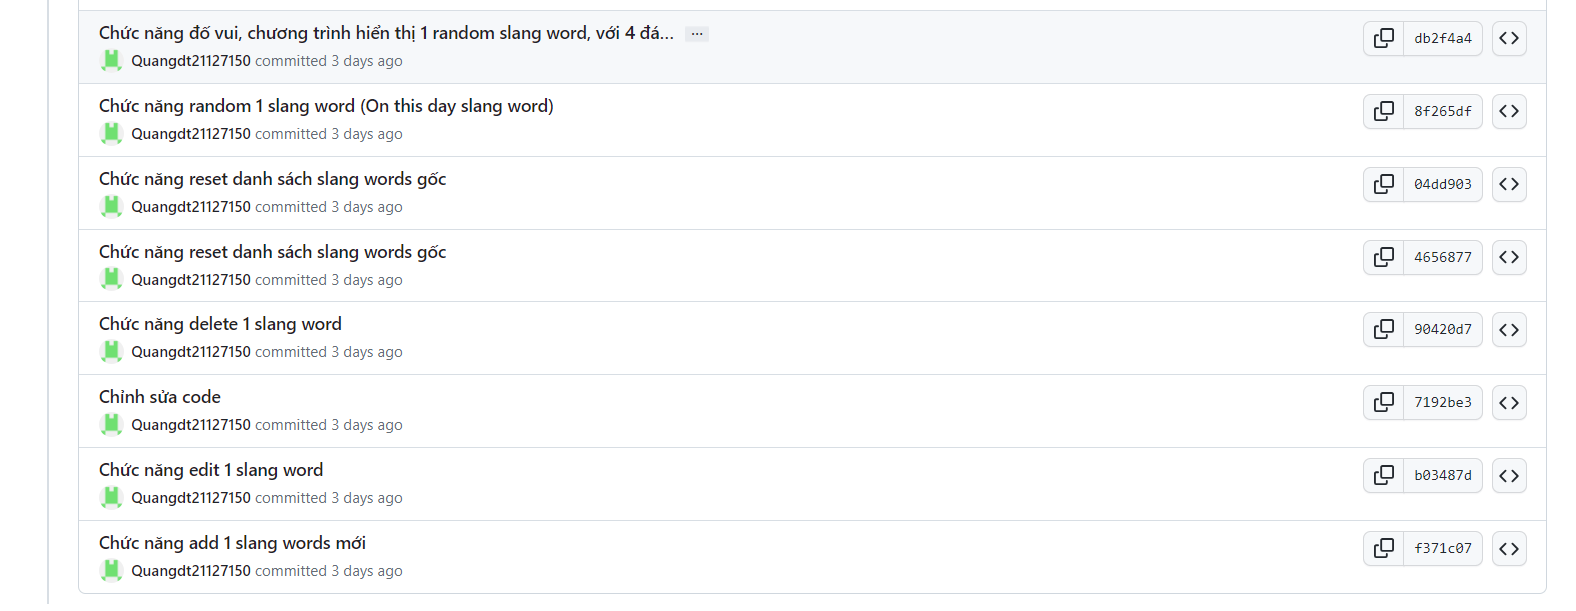 Chức năng đố vui, chương trình hiển thị 1 random slang word, với 4 đá... ...
Quangdt21127150 committed 3 days ago
db2f4a4
Chức năng random 1 slang word (On this day slang word)
Quangdt21127150 committed 3 days ago
8f265df
Chức năng reset danh sách slang words gốc
Quangdt21127150 committed 3 days ago
04dd903
Chức năng reset danh sách slang words gốc
Quangdt21127150 committed 3 days ago
4656877
Chức năng delete 1 slang word
Quangdt21127150 committed 3 days ago
90420d7
Chỉnh sửa code
Quangdt21127150 committed 3 days ago
7192be3
Chức năng edit 1 slang word
Quangdt21127150 committed 3 days ago
b03487d
Chức năng add 1 slang words mới
Quangdt21127150 committed 3 days ago
f371c07